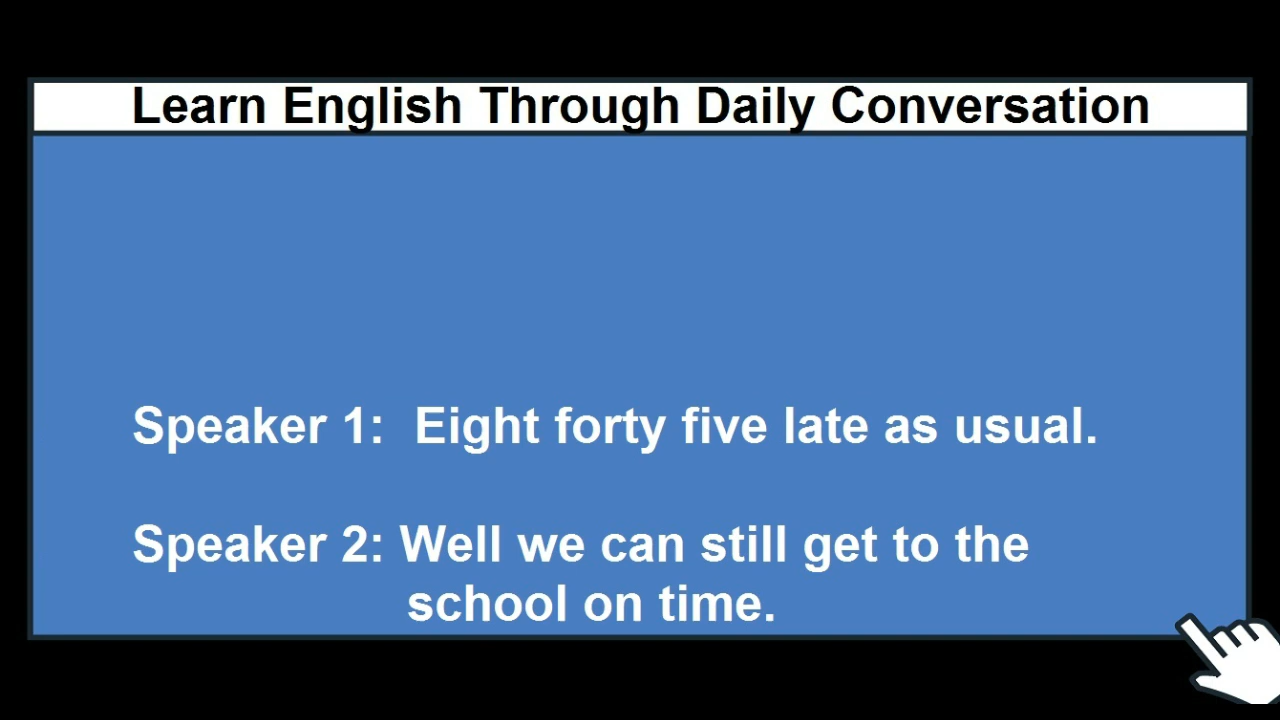 Learn English Through Daily Conversation
Speaker 1: Eight forty five late as usual.
Speaker 2: Well we can still get to the
school on time.